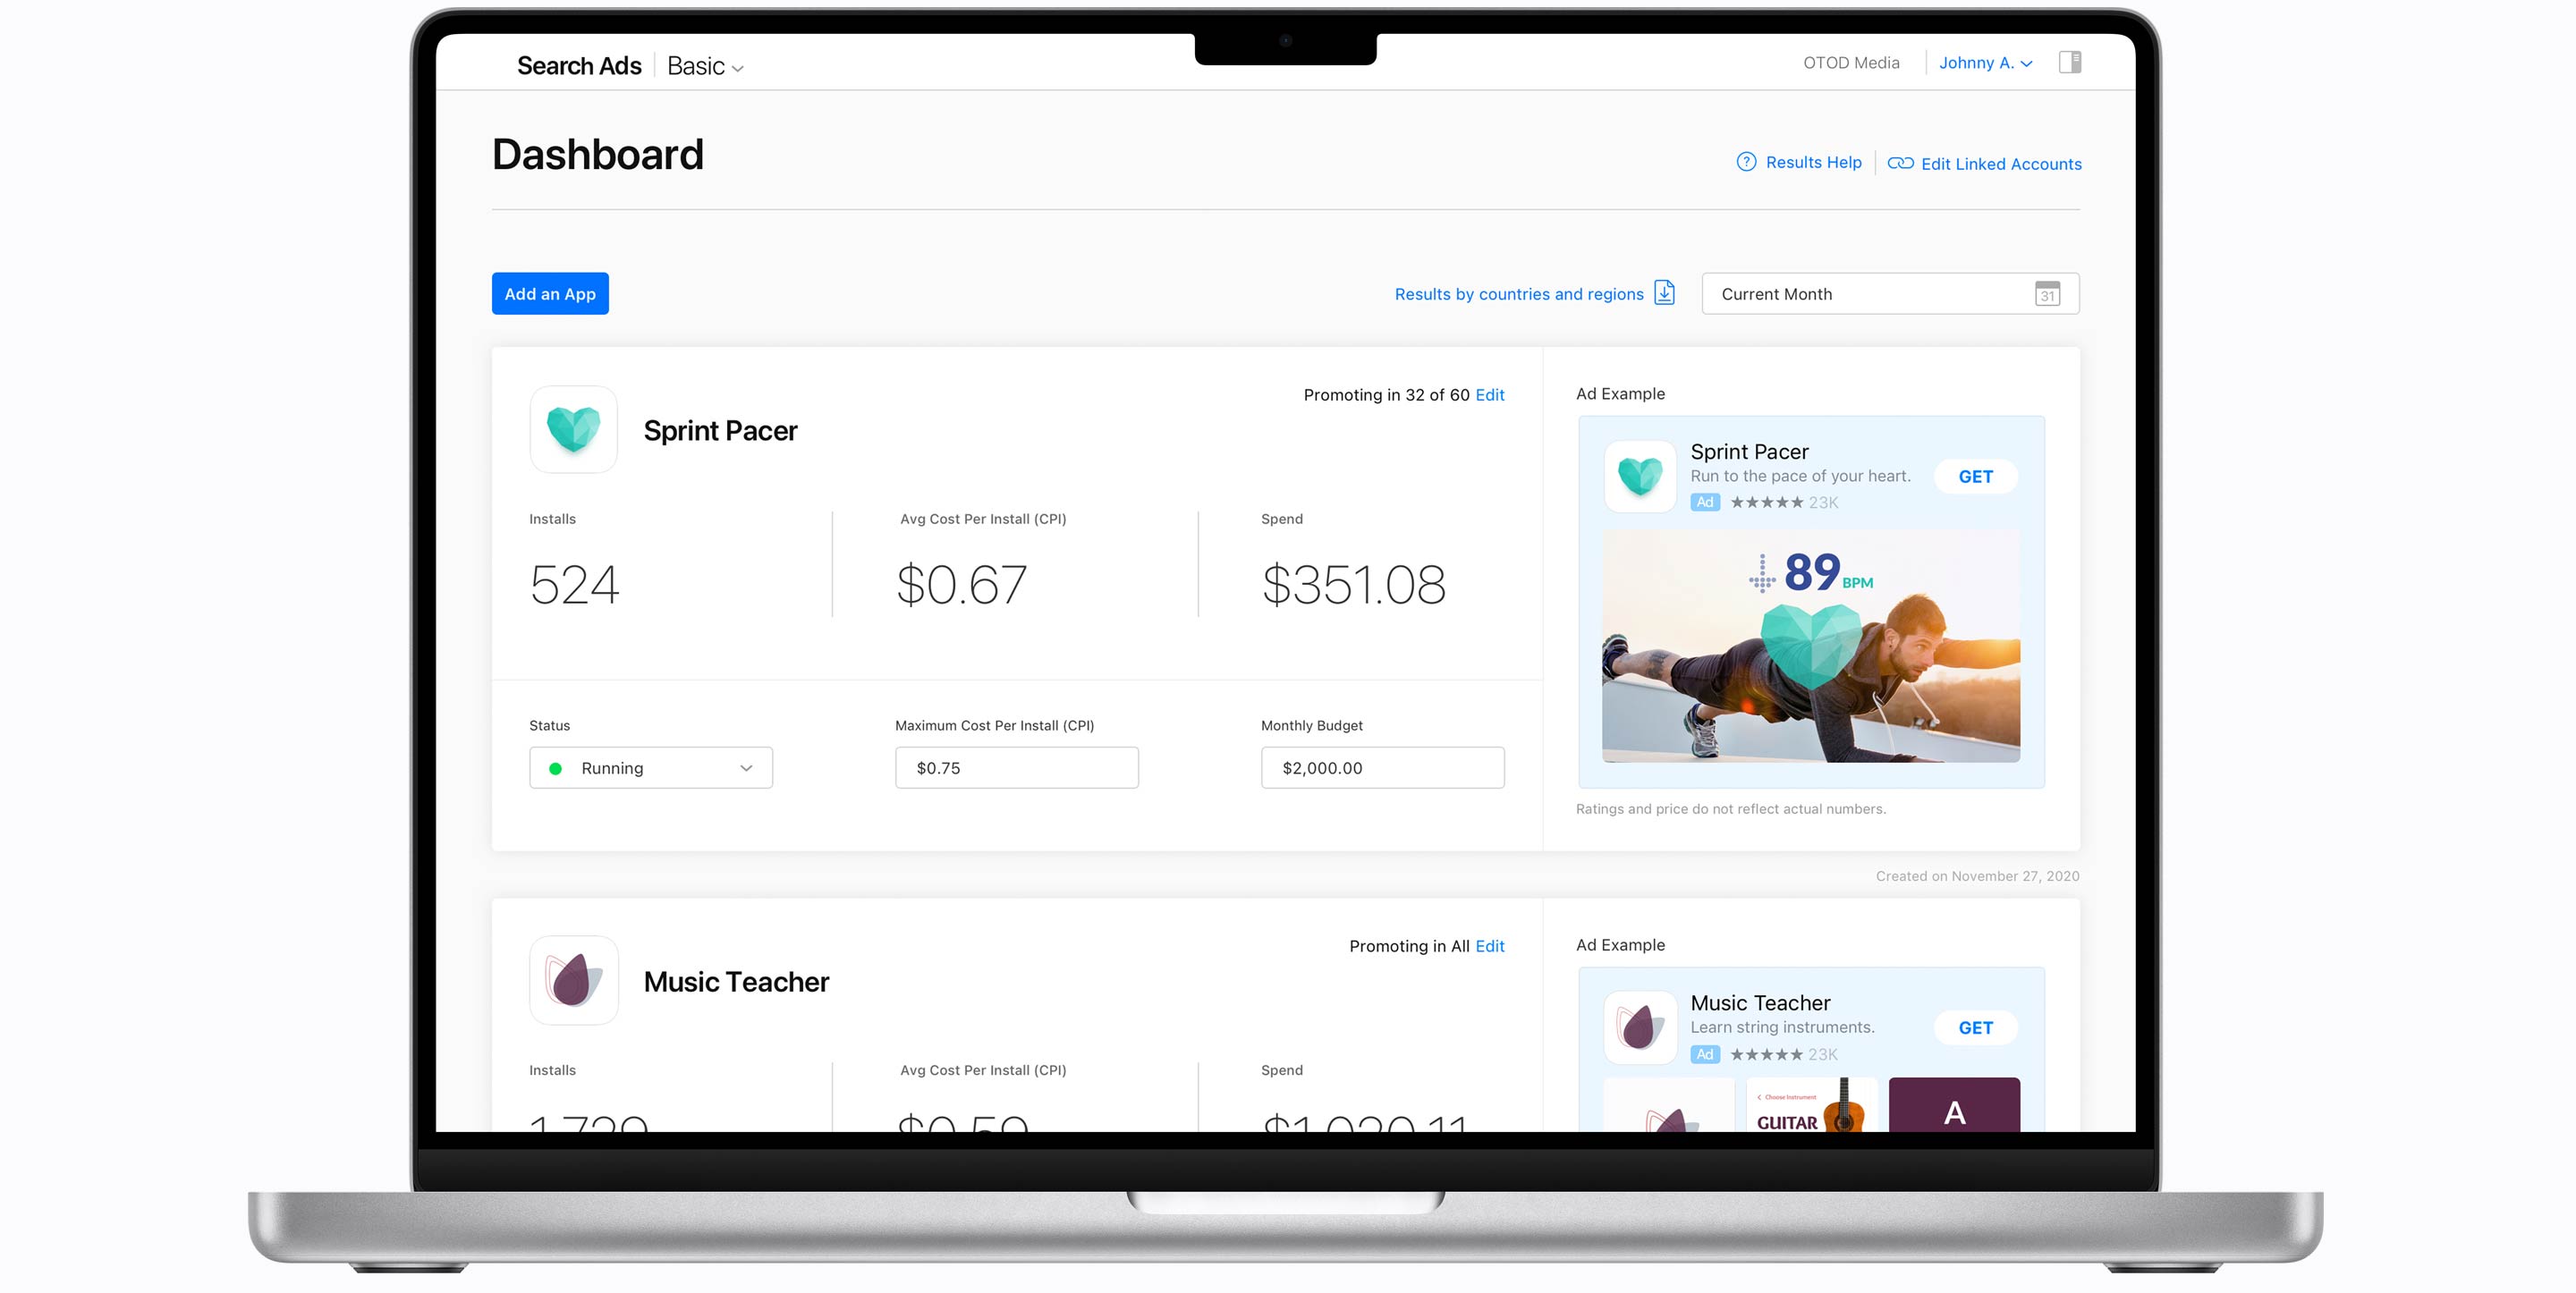 Search Ads Basic
OTOD Media Johnny A.
Dashboard
Results Help Edit Linked Accounts
Add an App
Results by countries and regions
Current Month
31
Sprint Pacer
Promoting in 32 of 60 Edit
Installs Avg Cost Per Install (CPI) Spend
524 $0.67 $351.08
Status Maximum Cost Per Install (CPI) Monthly Budget
Running $0.75 $2,000.00
Ad Example
Sprint Pacer
Run to the pace of your heart.
Ad ★★★★★ 23K
GET
89 BPM
Ratings and price do not reflect actual numbers.
Created on November 27, 2020
Music Teacher
Promoting in All Edit
Installs Avg Cost Per Install (CPI) Spend
Ad Example
Music Teacher
Learn string instruments.
Ad ★★★★★ 23K
GET
Choose Instrument
GUITAR
A